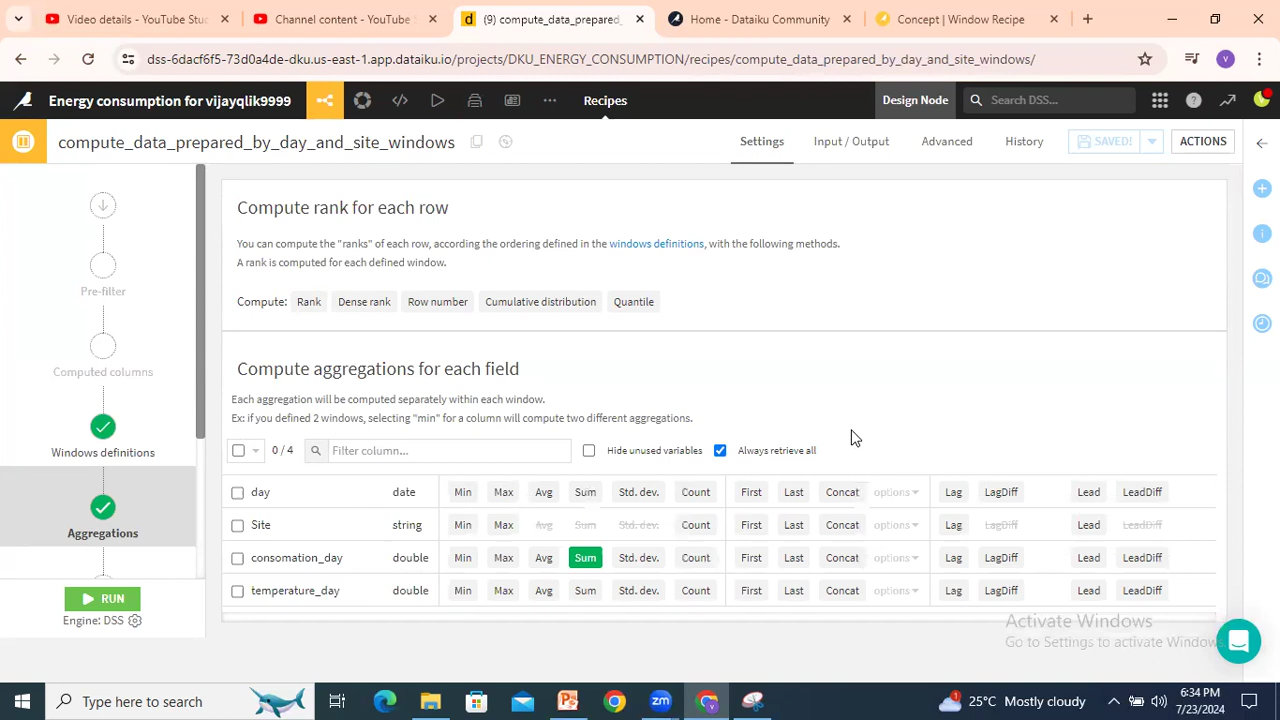 Video details - YouTube Stu
Channel content - YouTube S
(9) compute_data_prepared_
Home - Dataiku Community
Concept | Window Recipe
dss-6dacf6f5-73d0a4de-dku.us-east-1.app.dataiku.io/projects/DKU_ENERGY_CONSUMPTION/recipes/compute_data_prepared_by_day_and_site_windows/
V
Energy consumption for vijayqlik9999
Recipes
Design Node
Search DSS...
compute_data_prepared_by_day_and_site_windows
Settings
Input / Output
Advanced
History
SAVED!
ACTIONS
Pre-filter
Computed columns
Windows definitions
Aggregations
RUN
Engine: DSS
Compute rank for each row
You can compute the "ranks" of each row, according the ordering defined in the windows definitions, with the following methods.
A rank is computed for each defined window.
Compute: Rank Dense rank Row number Cumulative distribution Quantile
Compute aggregations for each field
Each aggregation will be computed separately within each window.
Ex: if you defined 2 windows, selecting "min" for a column will compute two different aggregations.
0 / 4 Filter column... Hide unused variables Always retrieve all
day date Min Max Avg Sum Std. dev. Count First Last Concat options Lag LagDiff Lead LeadDiff
Site string Min Max Avg Sum Std. dev. Count First Last Concat options Lag LagDiff Lead LeadDiff
consomation_day double Min Max Avg Sum Std. dev. Count First Last Concat options Lag LagDiff Lead LeadDiff
temperature_day double Min Max Avg Sum Std. dev. Count First Last Concat options Lag LagDiff Lead LeadDiff
Activate Windows
Go to Settings to activate Windows.
Type here to search
25°C Mostly cloudy
6:34 PM
7/23/2024